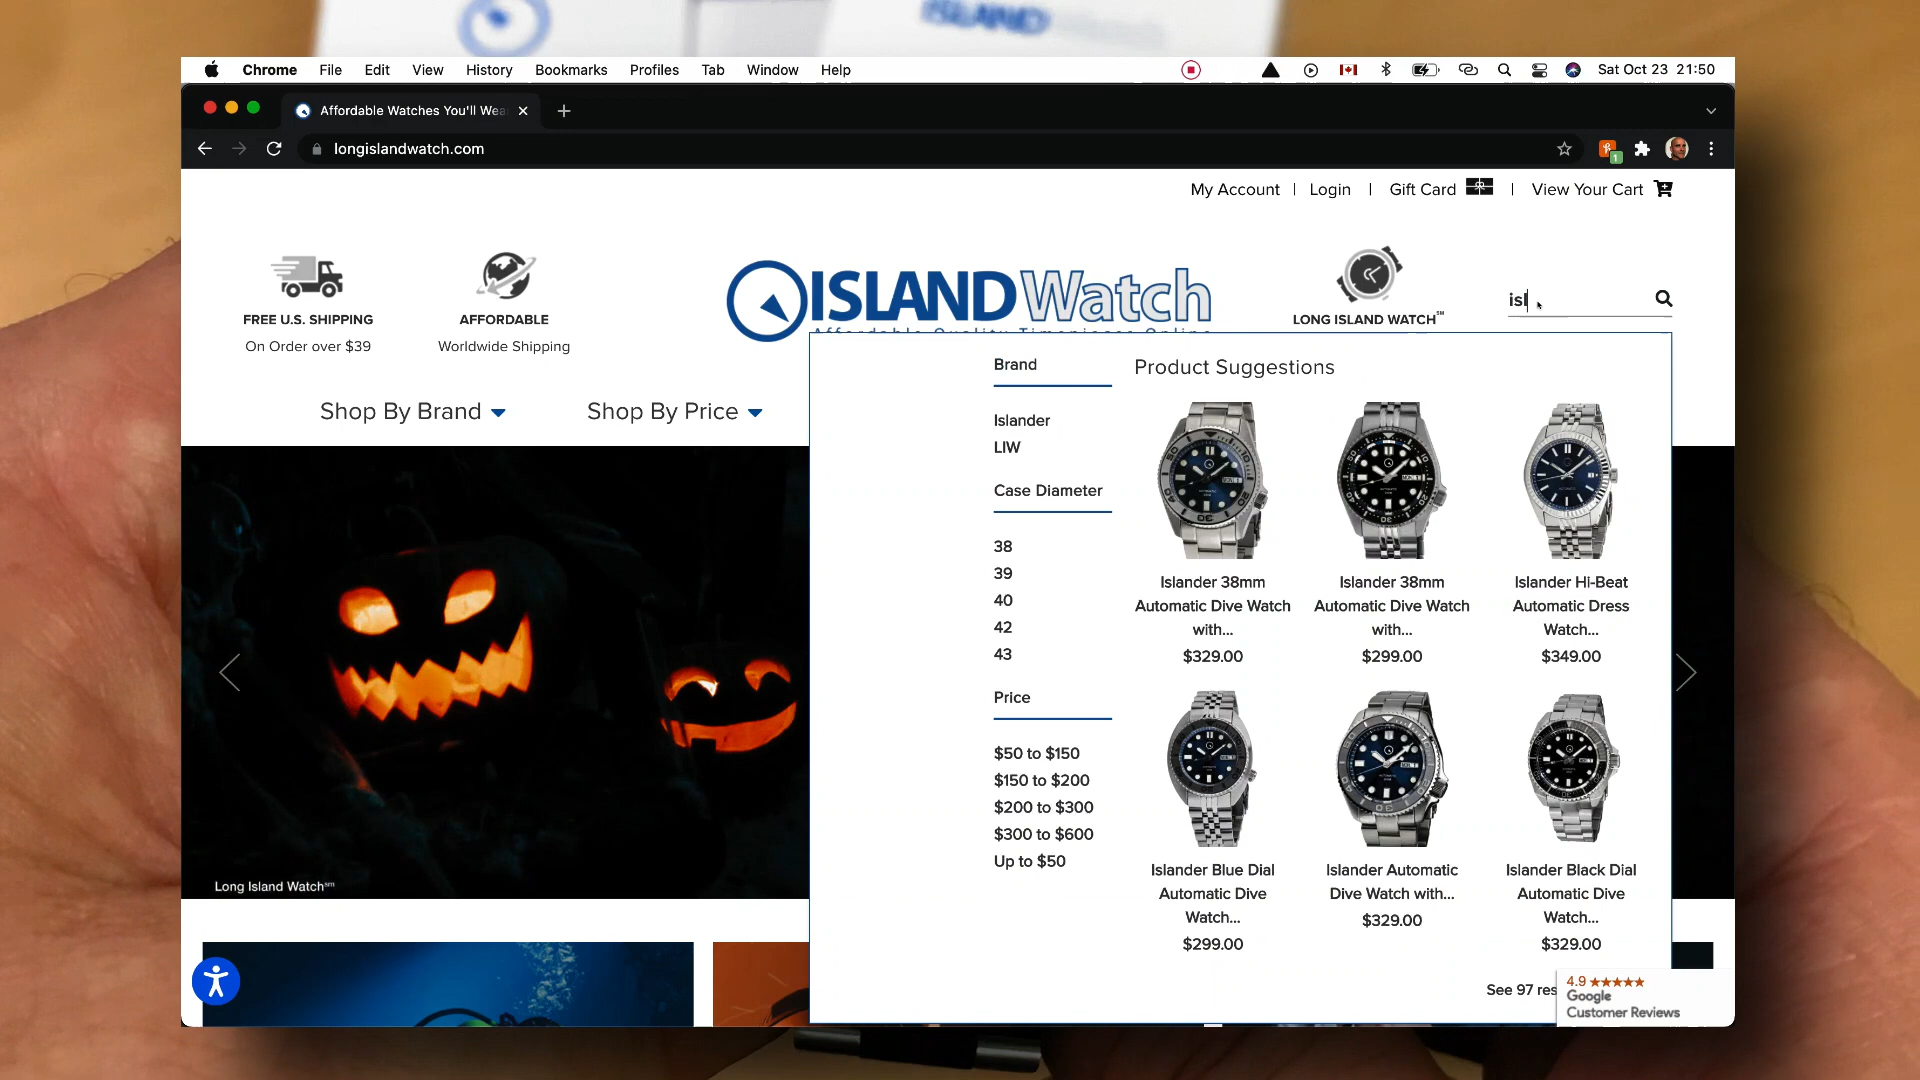 ISLAND
Chrome File Edit View History Bookmarks Profiles Tab Window Help Sat Oct 23 21:50
Affordable Watches You'll Wea
longislandwatch.com
My Account | Login | Gift Card | View Your Cart
ISLANDWatch
Affordable Quality Timepieces Online
FREE U.S. SHIPPING
On Order over $39
AFFORDABLE
Worldwide Shipping
LONG ISLAND WATCH℠
isl
Shop By Brand
Shop By Price
Brand
Islander
LIW
Case Diameter
38
39
40
42
43
Price
$50 to $150
$150 to $200
$200 to $300
$300 to $600
Up to $50
Product Suggestions
Islander 38mm
Automatic Dive Watch
with...
$329.00
Islander 38mm
Automatic Dive Watch
with...
$299.00
Islander Hi-Beat
Automatic Dress
Watch...
$349.00
Islander Blue Dial
Automatic Dive
Watch...
$299.00
Islander Automatic
Dive Watch with...
$329.00
Islander Black Dial
Automatic Dive
Watch...
$329.00
See 97 res
Long Island Watch℠
4.9
Google
Customer Reviews